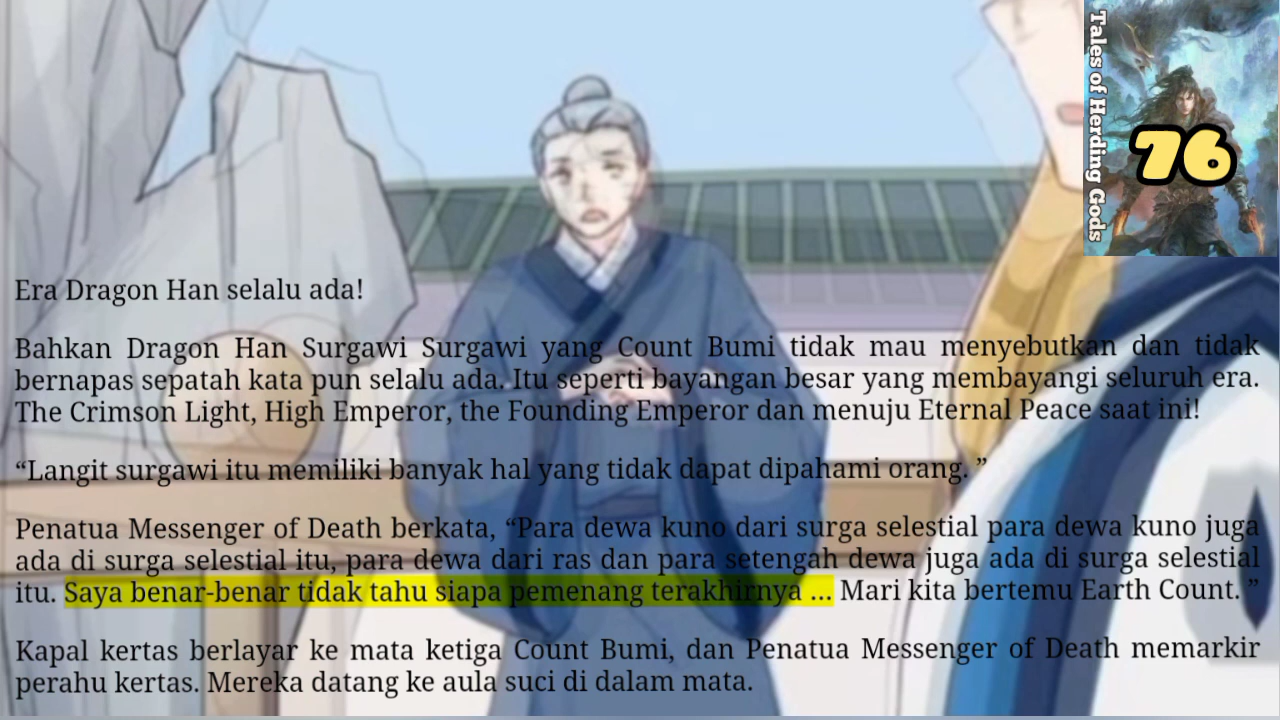 Tales of Herding Gods
76
Era Dragon Han selalu ada!
Bahkan Dragon Han Surgawi Surgawi yang Count Bumi tidak mau menyebutkan dan tidak
bernapas sepatah kata pun selalu ada. Itu seperti bayangan besar yang membayangi seluruh era.
The Crimson Light, High Emperor, the Founding Emperor dan menuju Eternal Peace saat ini!
“Langit surgawi itu memiliki banyak hal yang tidak dapat dipahami orang. ”
Penatua Messenger of Death berkata, “Para dewa kuno dari surga selestial para dewa kuno juga
ada di surga selestial itu, para dewa dari ras dan para setengah dewa juga ada di surga selestial
itu. Saya benar-benar tidak tahu siapa pemenang terakhirnya ... Mari kita bertemu Earth Count. ”
Kapal kertas berlayar ke mata ketiga Count Bumi, dan Penatua Messenger of Death memarkir
perahu kertas. Mereka datang ke aula suci di dalam mata.